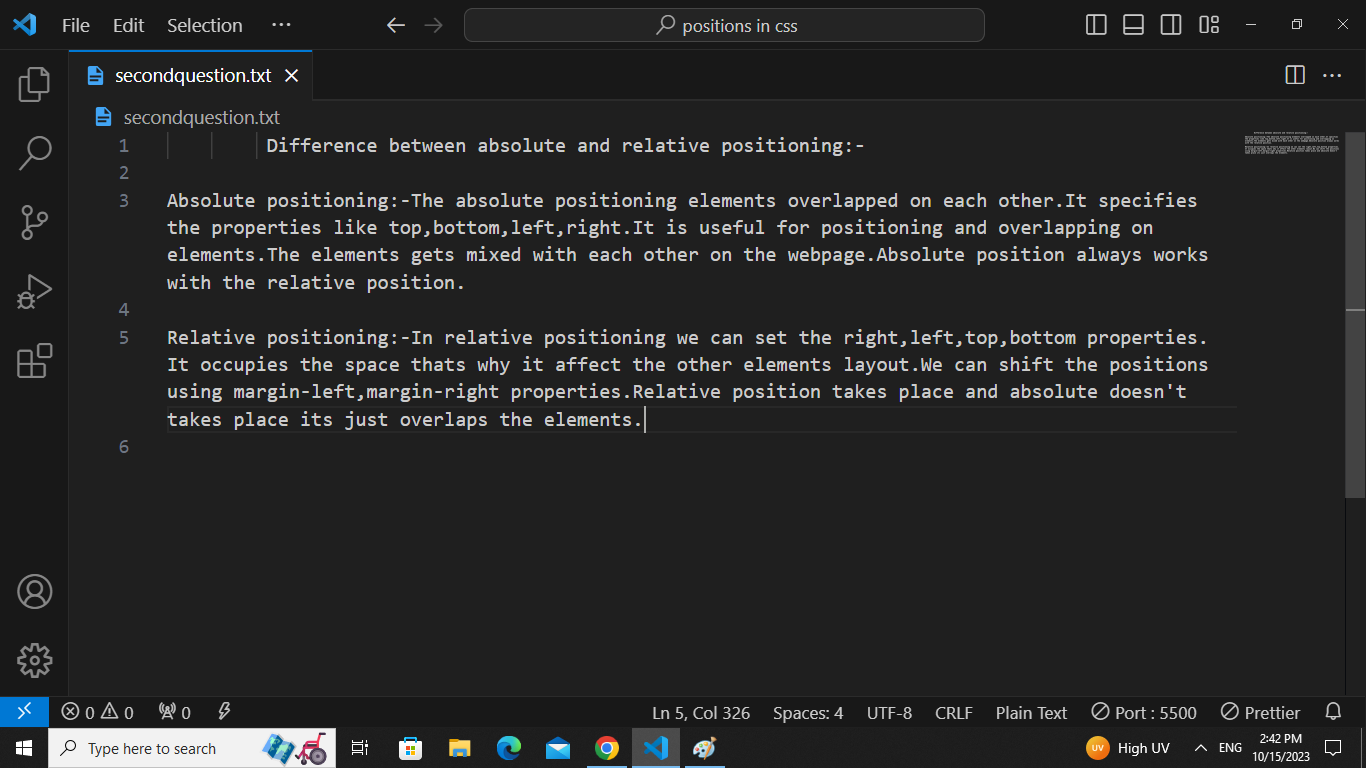 File Edit Selection ···
positions in css
secondquestion.txt
secondquestion.txt
1 Difference between absolute and relative positioning:-
2
3 Absolute positioning:-The absolute positioning elements overlapped on each other.It specifies
the properties like top,bottom,left,right.It is useful for positioning and overlapping on
elements.The elements gets mixed with each other on the webpage.Absolute position always works
with the relative position.
4
5 Relative positioning:-In relative positioning we can set the right,left,top,bottom properties.
It occupies the space thats why it affect the other elements layout.We can shift the positions
using margin-left,margin-right properties.Relative position takes place and absolute doesn't
takes place its just overlaps the elements.
6
0 0 0 Ln 5, Col 326 Spaces: 4 UTF-8 CRLF Plain Text Port : 5500 Prettier
Type here to search UV High UV ENG 2:42 PM
10/15/2023